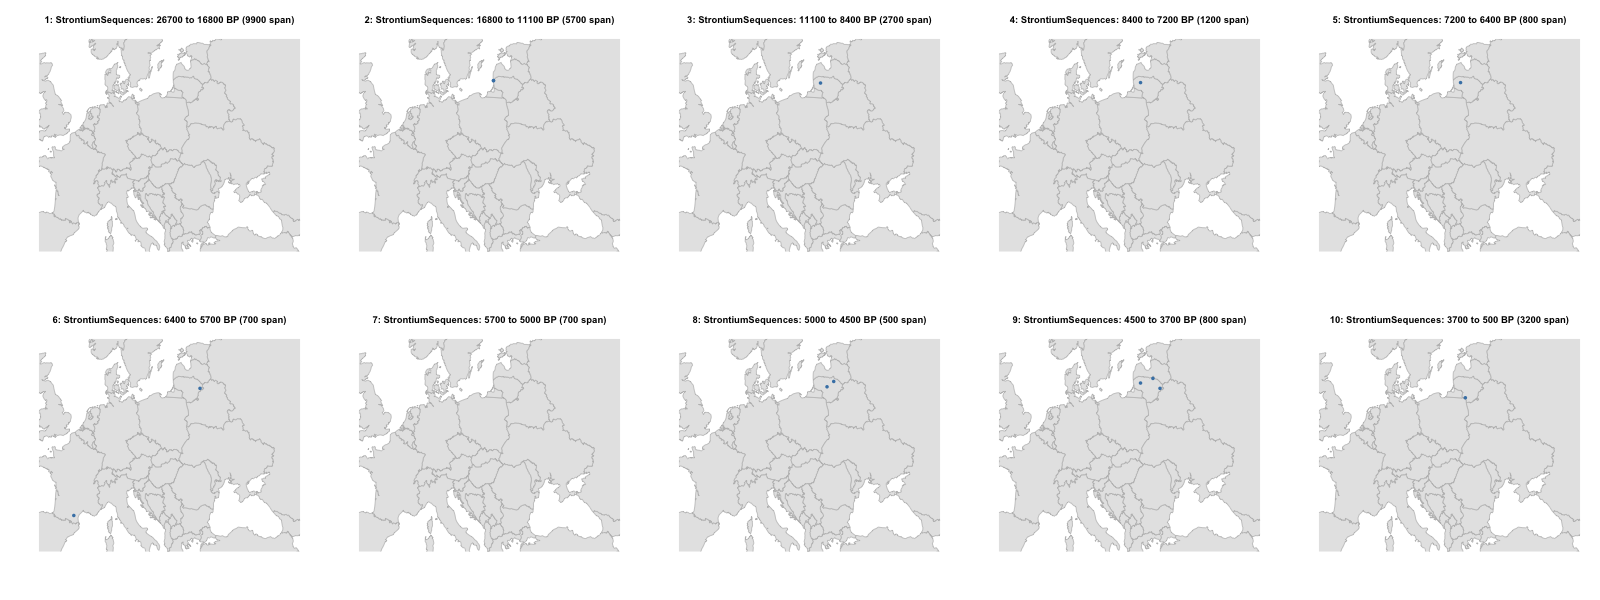 1: StrontiumSequences: 26700 to 16800 BP (9900 span)
2: StrontiumSequences: 16800 to 11100 BP (5700 span)
3: StrontiumSequences: 11100 to 8400 BP (2700 span)
4: StrontiumSequences: 8400 to 7200 BP (1200 span)
5: StrontiumSequences: 7200 to 6400 BP (800 span)
6: StrontiumSequences: 6400 to 5700 BP (700 span)
7: StrontiumSequences: 5700 to 5000 BP (700 span)
8: StrontiumSequences: 5000 to 4500 BP (500 span)
9: StrontiumSequences: 4500 to 3700 BP (800 span)
10: StrontiumSequences: 3700 to 500 BP (3200 span)